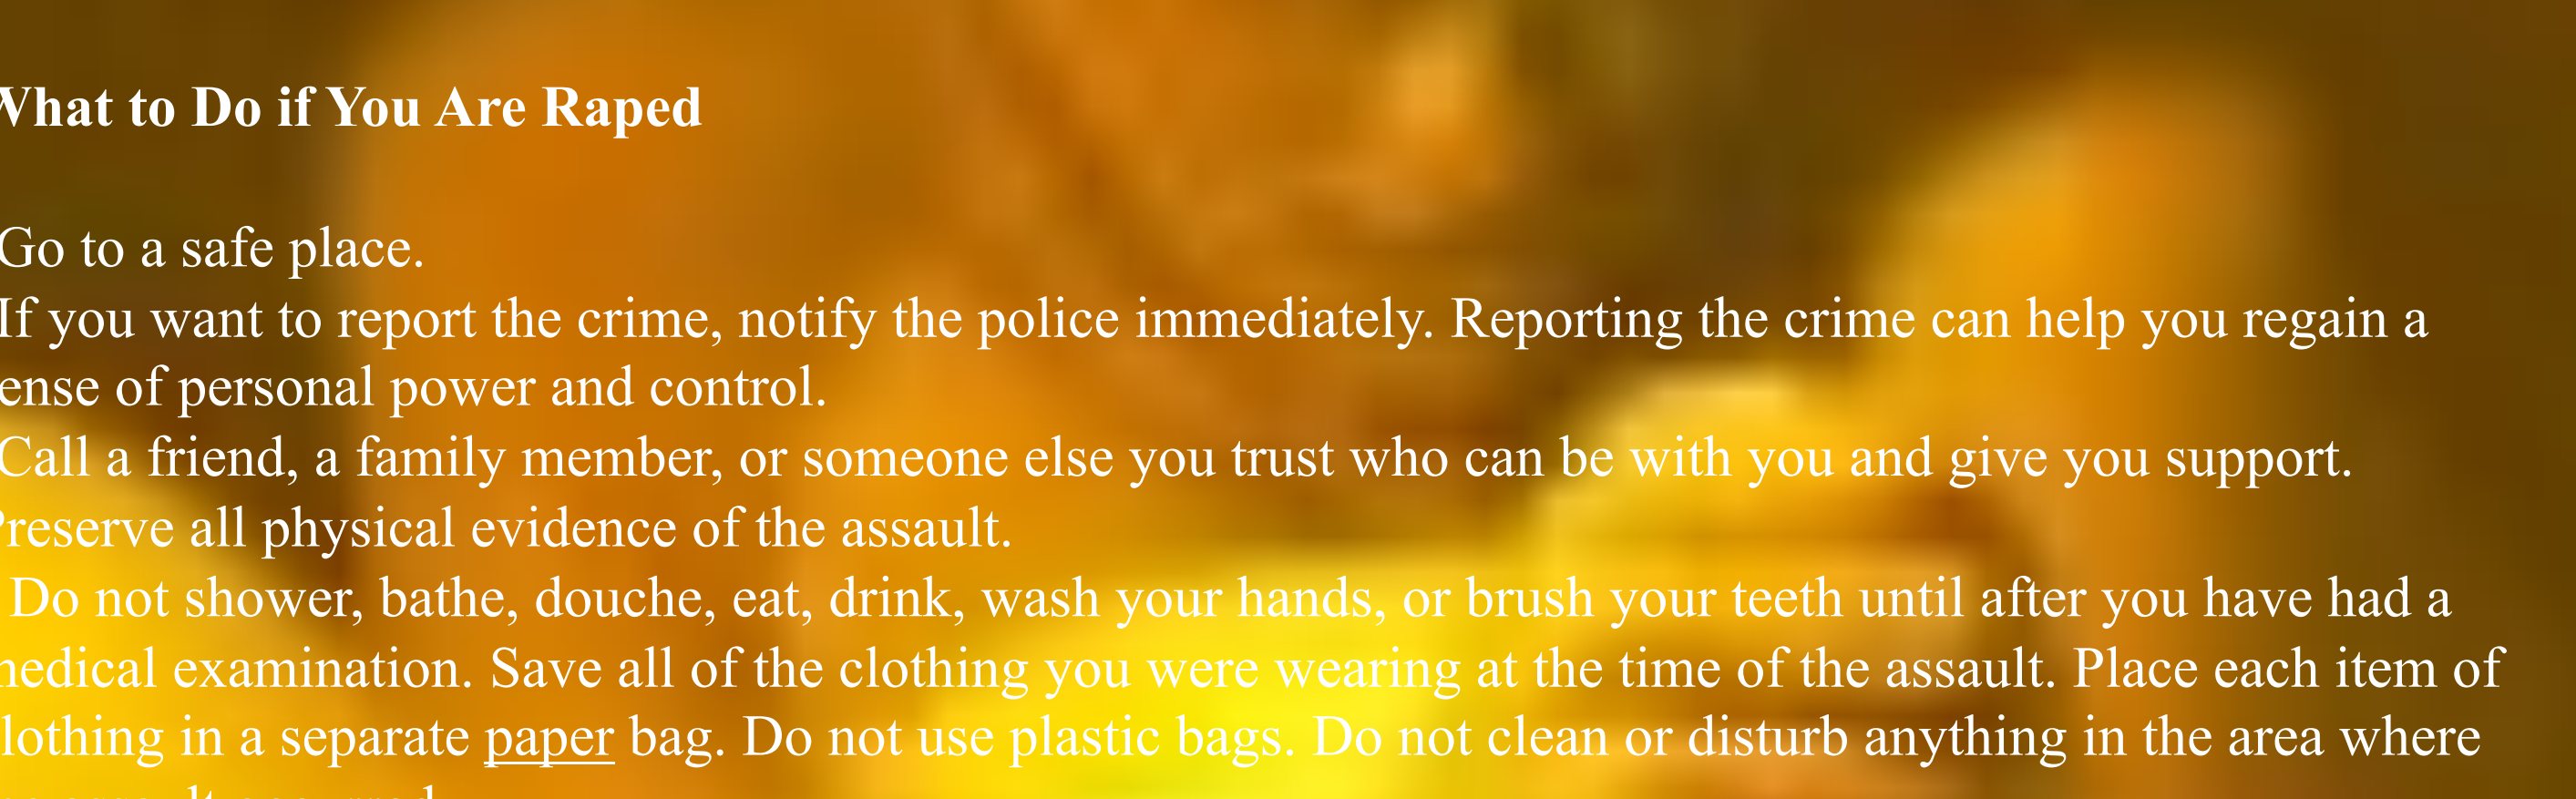 What to Do if You Are Raped
Go to a safe place.
If you want to report the crime, notify the police immediately. Reporting the crime can help you regain a
ense of personal power and control.
Call a friend, a family member, or someone else you trust who can be with you and give you support.
Preserve all physical evidence of the assault.
Do not shower, bathe, douche, eat, drink, wash your hands, or brush your teeth until after you have had a
medical examination. Save all of the clothing you were wearing at the time of the assault. Place each item of
lothing in a separate paper bag. Do not use plastic bags. Do not clean or disturb anything in the area where